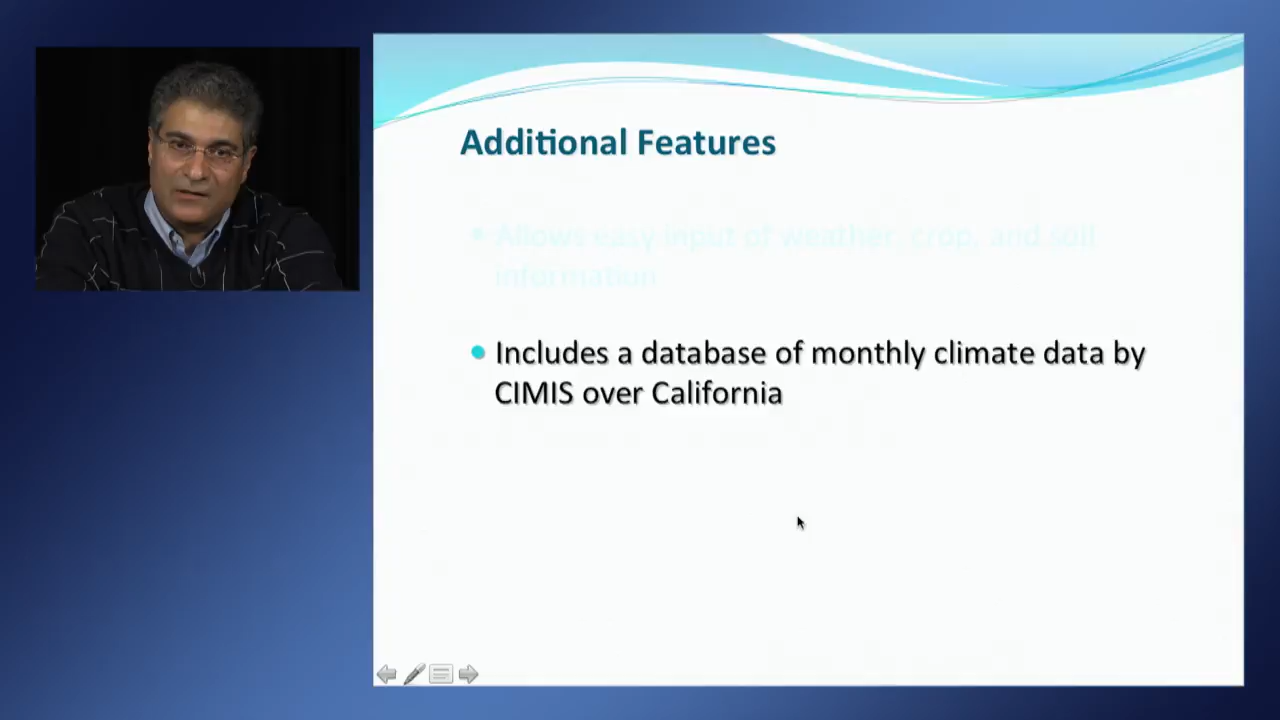 Additional Features
• Allows easy input of weather, crop, and soil
information
• Includes a database of monthly climate data by
CIMIS over California